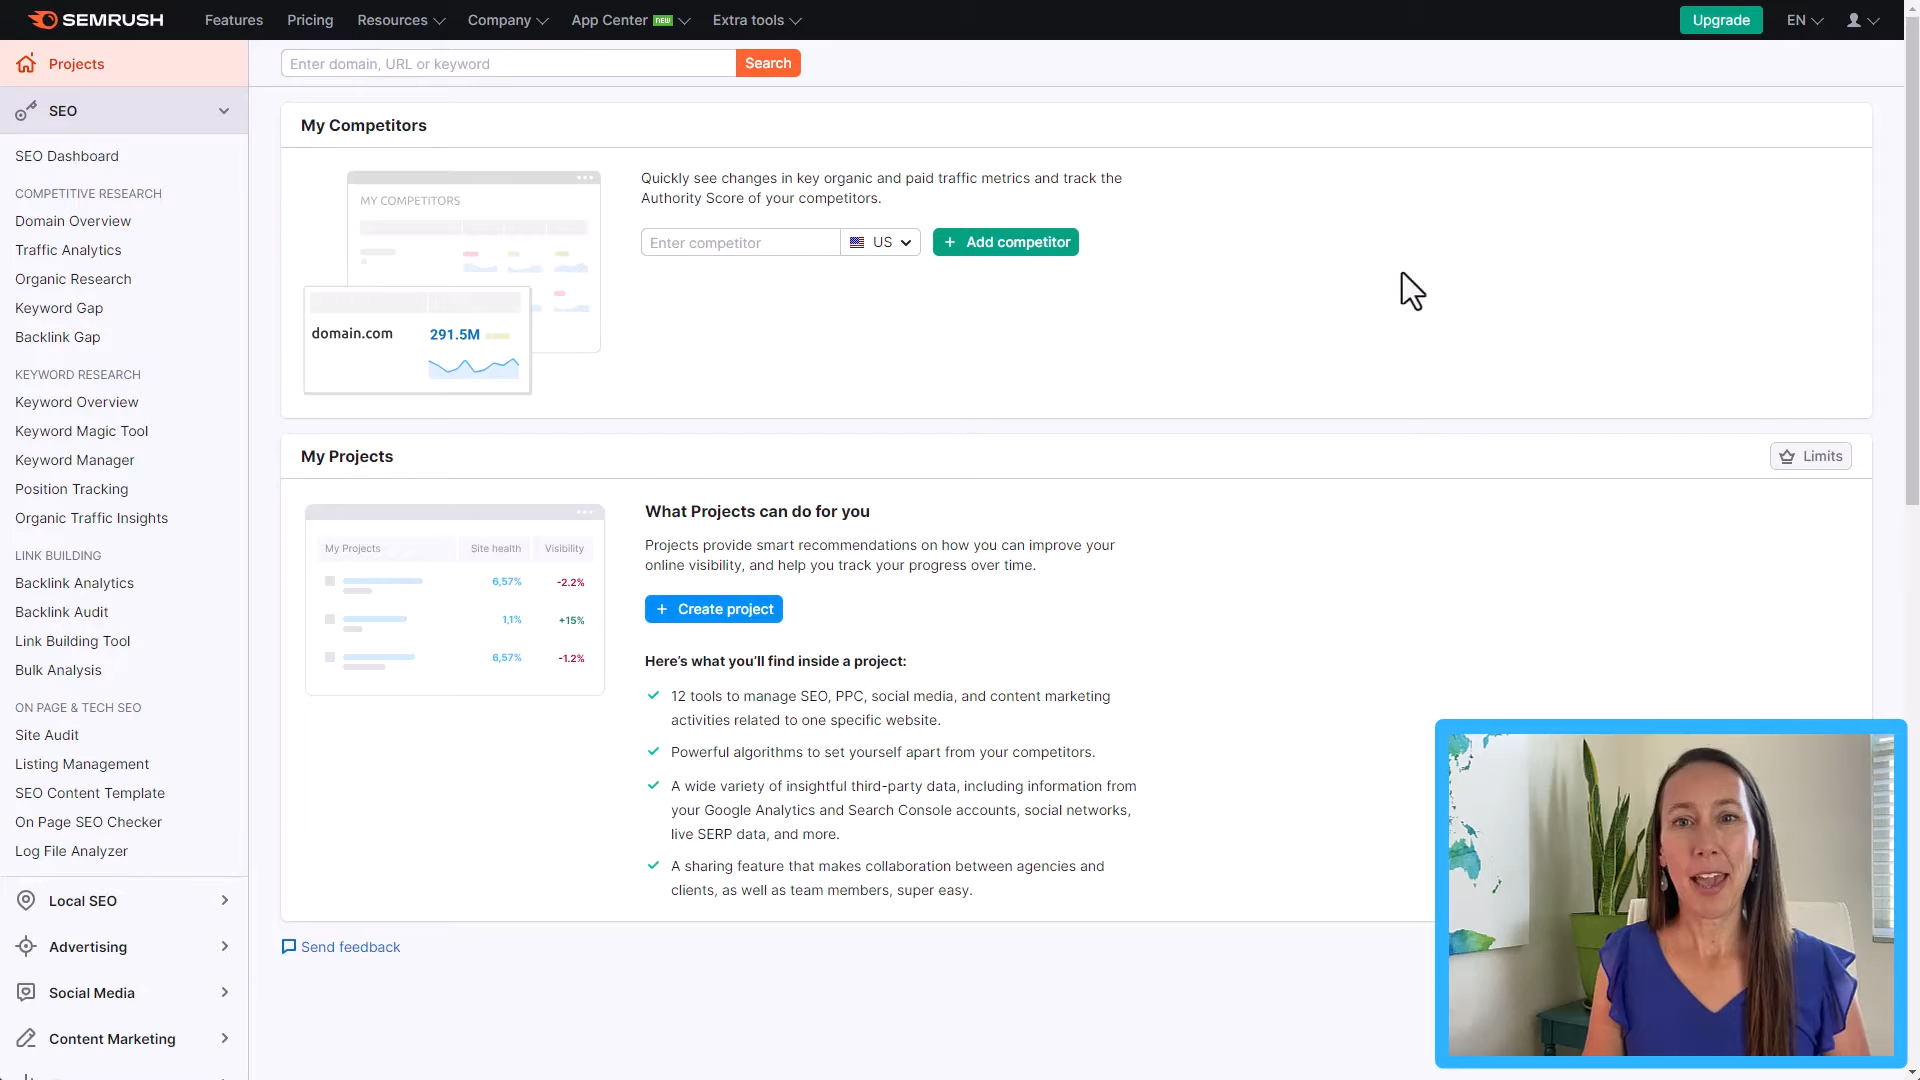 SEMRUSH
Features
Pricing
Resources
Company
App Center new
Extra tools
Upgrade
EN
Projects
Enter domain, URL or keyword
Search
SEO
SEO Dashboard
COMPETITIVE RESEARCH
Domain Overview
Traffic Analytics
Organic Research
Keyword Gap
Backlink Gap
KEYWORD RESEARCH
Keyword Overview
Keyword Magic Tool
Keyword Manager
Position Tracking
Organic Traffic Insights
LINK BUILDING
Backlink Analytics
Backlink Audit
Link Building Tool
Bulk Analysis
ON PAGE & TECH SEO
Site Audit
Listing Management
SEO Content Template
On Page SEO Checker
Log File Analyzer
Local SEO
Advertising
Social Media
Content Marketing
My Competitors
MY COMPETITORS
domain.com 291.5M
Quickly see changes in key organic and paid traffic metrics and track the
Authority Score of your competitors.
Enter competitor
US
+ Add competitor
My Projects
Limits
My Projects Site health Visibility
6,57% -2.2%
1,1% +15%
6,57% -1.2%
What Projects can do for you
Projects provide smart recommendations on how you can improve your
online visibility, and help you track your progress over time.
+ Create project
Here's what you'll find inside a project:
12 tools to manage SEO, PPC, social media, and content marketing
activities related to one specific website.
Powerful algorithms to set yourself apart from your competitors.
A wide variety of insightful third-party data, including information from
your Google Analytics and Search Console accounts, social networks,
live SERP data, and more.
A sharing feature that makes collaboration between agencies and
clients, as well as team members, super easy.
Send feedback